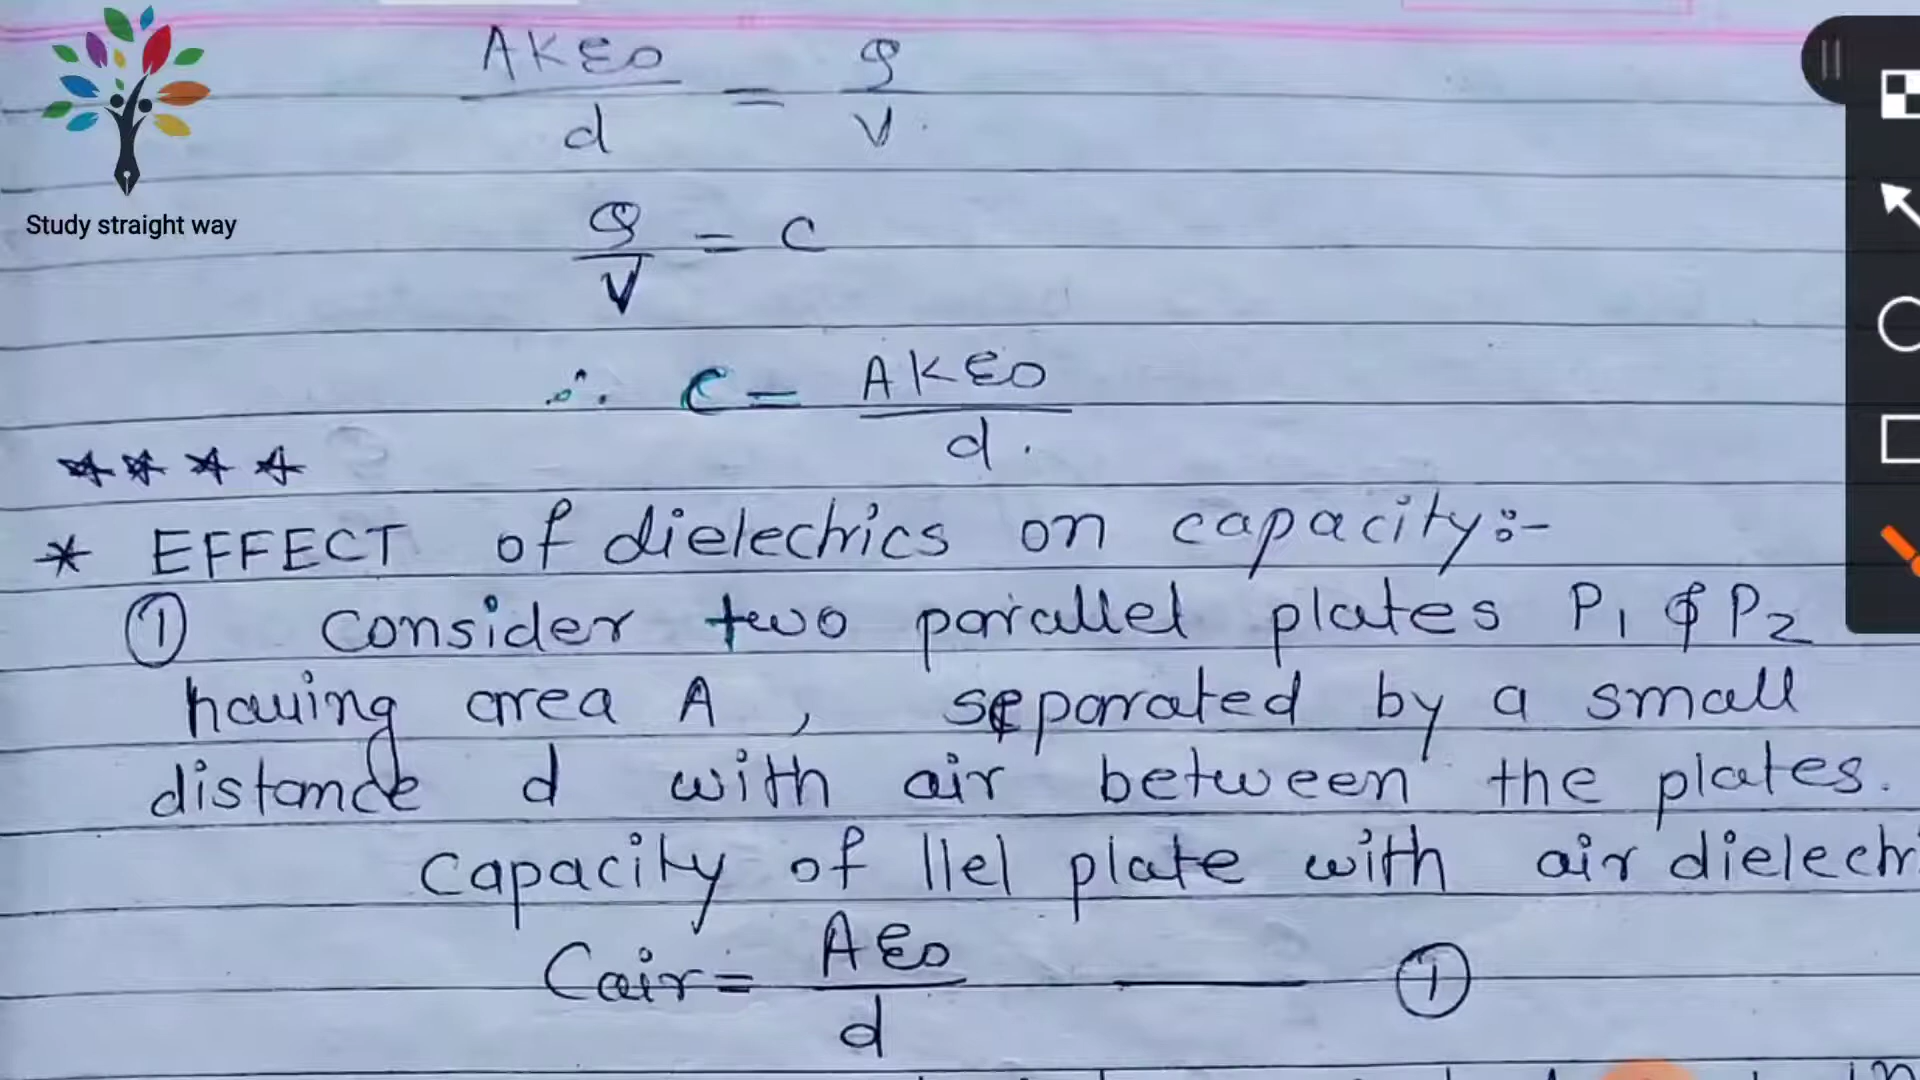 AKε0/d = Q/V.
Study straight way
Q/V = C
∴ C = AKε0/d.
* EFFECT of dielectrics on capacity:-
① Consider two parallel plates P1 & P2
having area A, separated by a small
distance d with air between the plates.
Capacity of llel plate with air dielectr
Cair = Aε0/d —— ①